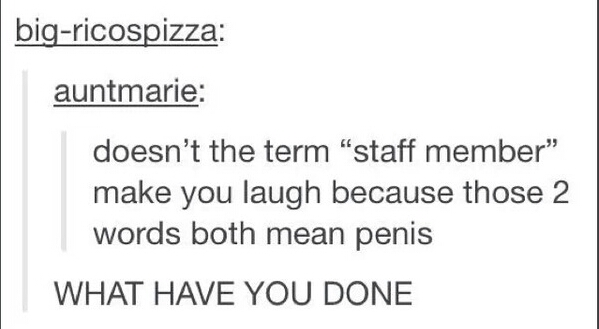 big-ricospizza:
auntmarie:
doesn’t the term “staff member”
make you laugh because those 2
words both mean penis
WHAT HAVE YOU DONE